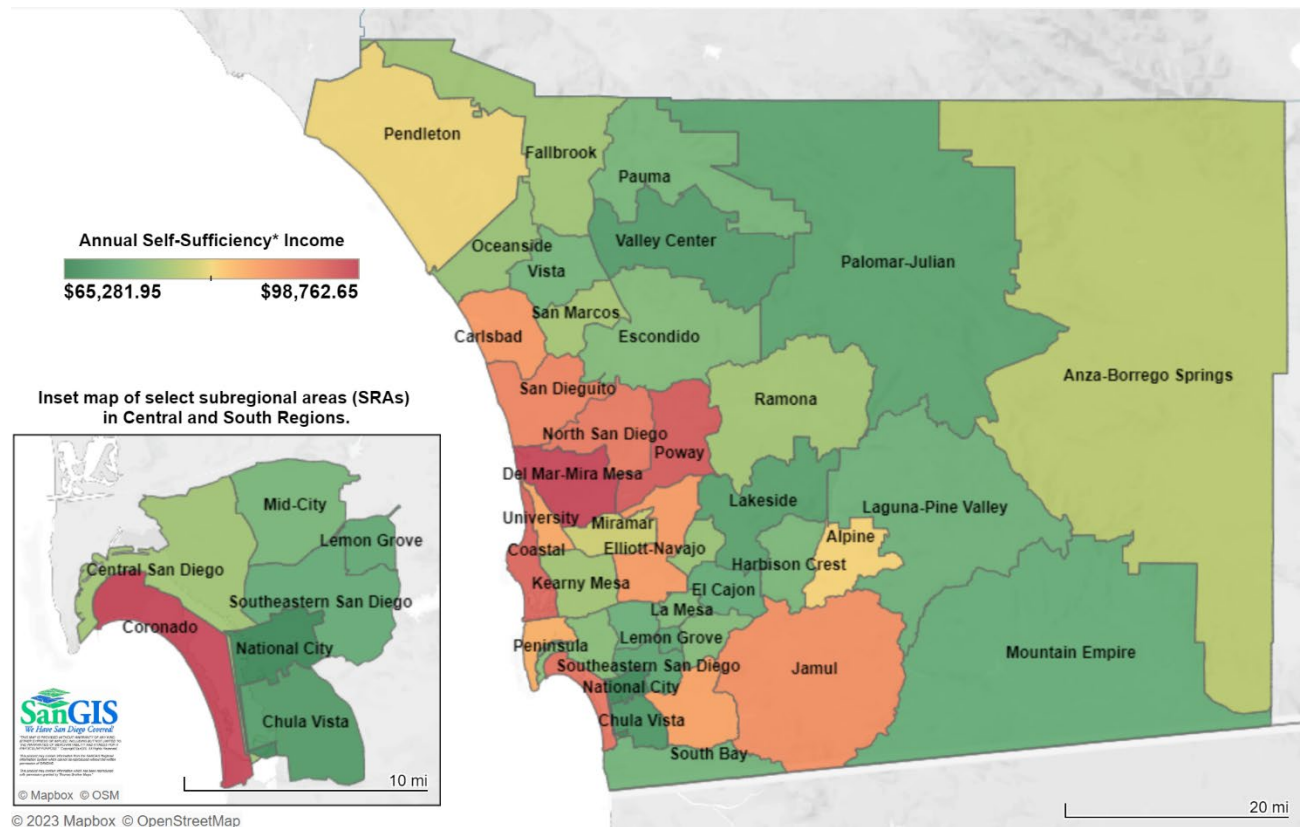 Pendleton
Fallbrook
Pauma
Annual Self-Sufficiency* Income
$65,281.95 $98,762.65
Oceanside
Vista
Valley Center
Palomar-Julian
San Marcos
Carlsbad
Escondido
Anza-Borrego Springs
San Dieguito
Ramona
North San Diego
Poway
Del Mar-Mira Mesa
Lakeside
Laguna-Pine Valley
University
Miramar
Alpine
Coastal
Elliott-Navajo
Harbison Crest
Kearny Mesa
El Cajon
La Mesa
Peninsula
Lemon Grove
Southeastern San Diego
Jamul
Mountain Empire
National City
Chula Vista
South Bay
20 mi
Inset map of select subregional areas (SRAs)
in Central and South Regions.
Mid-City
Lemon Grove
Central San Diego
Southeastern San Diego
Coronado
National City
Chula Vista
SanGIS
We Have San Diego Covered!
10 mi
© Mapbox © OSM
© 2023 Mapbox © OpenStreetMap